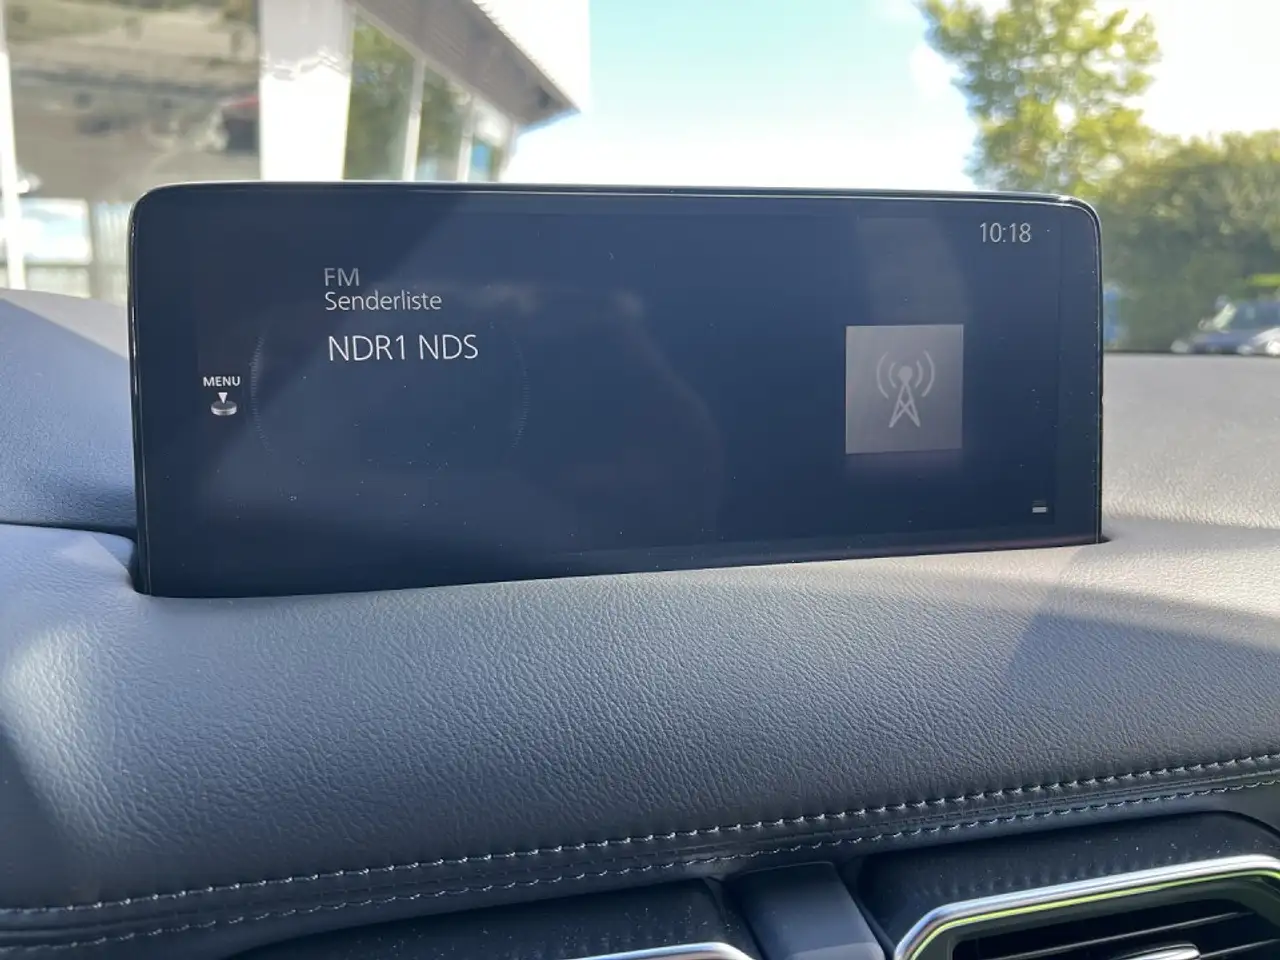 10:18
FM
Senderliste
NDR1 NDS
MENU